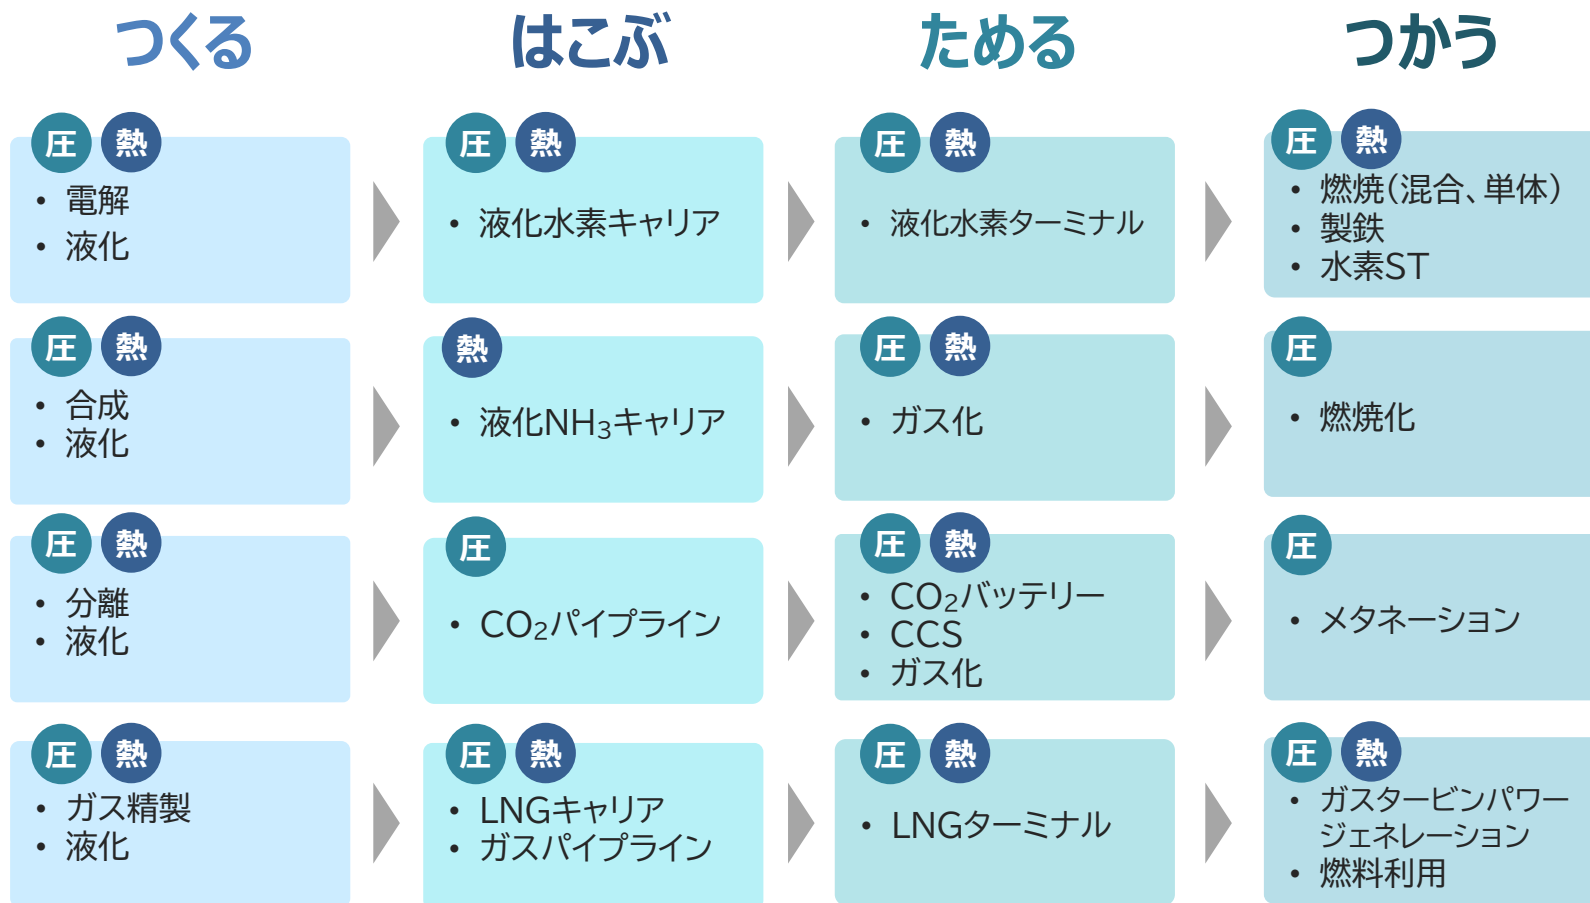 つくる はこぶ ためる つかう
圧 熱 圧 熱 圧 熱 圧 熱
• 電解
• 液化
• 液化水素キャリア
• 液化水素ターミナル
• 燃焼(混合、単体)
• 製鉄
• 水素ST
圧 熱 熱 圧 熱 圧
• 合成
• 液化
• 液化NH₃キャリア
• ガス化
• 燃焼化
圧 熱 圧 圧 熱 圧
• 分離
• 液化
• CO₂パイプライン
• CO₂バッテリー
• CCS
• ガス化
• メタネーション
圧 熱 圧 熱 圧 熱 圧 熱
• ガス精製
• 液化
• LNGキャリア
• ガスパイプライン
• LNGターミナル
• ガスタービンパワー
ジェネレーション
• 燃料利用